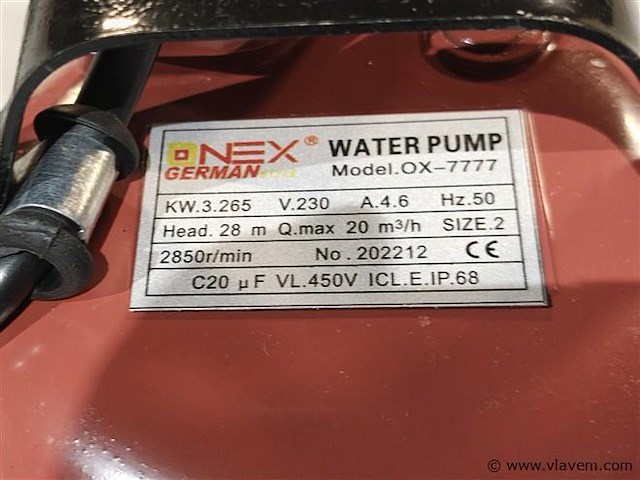 ONEX®
GERMAN
WATER PUMP
Model.OX-7777
KW.3.265 V.230 A.4.6 Hz.50
Head. 28 m Q.max 20 m³/h SIZE.2
2850r/min No.202212 CE
C20 µF VL.450V ICL.E.IP.68
© www.vlavem.com